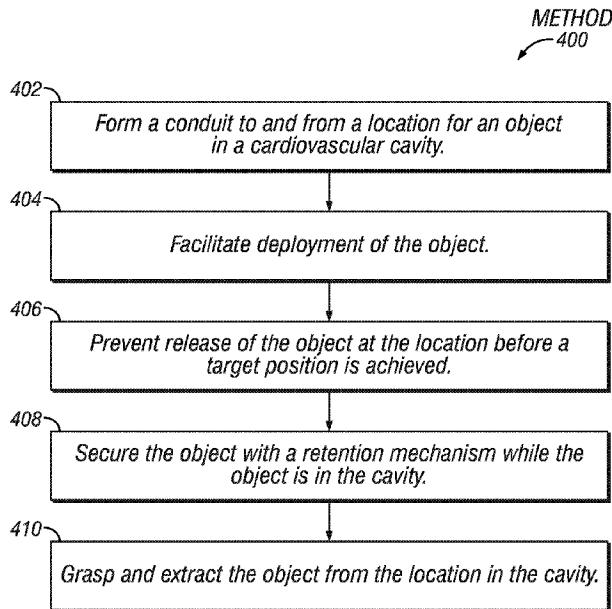 METHOD
400
402
Form a conduit to and from a location for an object
in a cardiovascular cavity.
404
Facilitate deployment of the object.
406
Prevent release of the object at the location before a
target position is achieved.
408
Secure the object with a retention mechanism while the
object is in the cavity.
410
Grasp and extract the object from the location in the cavity.